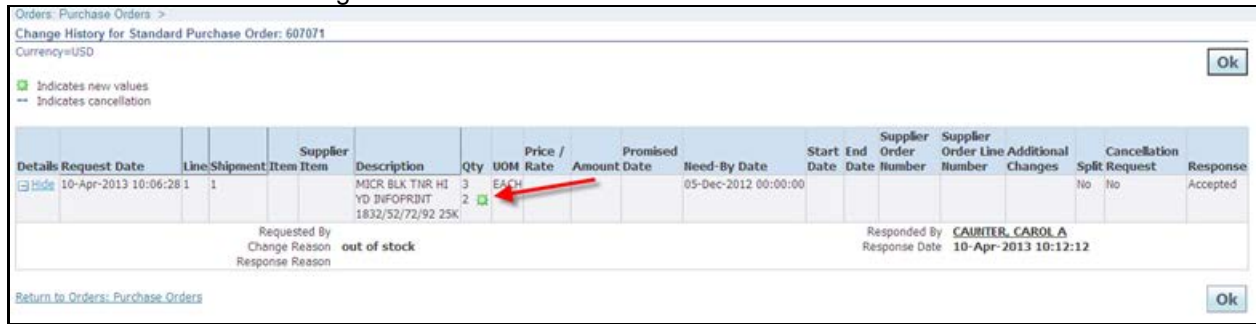 Orders: Purchase Orders >
Change History for Standard Purchase Order: 607071
Currency=USD
Ok
Indicates new values
Indicates cancellation
Supplier Price / Promised Start End Supplier Supplier Cancellation
Order Order Line Additional
Details Request Date Line Shipment Item Item Description Qty UOM Rate Amount Date Need-By Date Date Date Number Number Changes Split Request Response
Hide 10-Apr-2013 10:06:28 1 1 MICR BLK TNR HI 3 EACH 05-Dec-2012 00:00:00 No No Accepted
YD INFOPRINT 2
1832/52/72/92 25K
Requested By Responded By CAUNTER, CAROL A
Change Reason out of stock Response Date 10-Apr-2013 10:12:12
Response Reason
Return to Orders: Purchase Orders
Ok